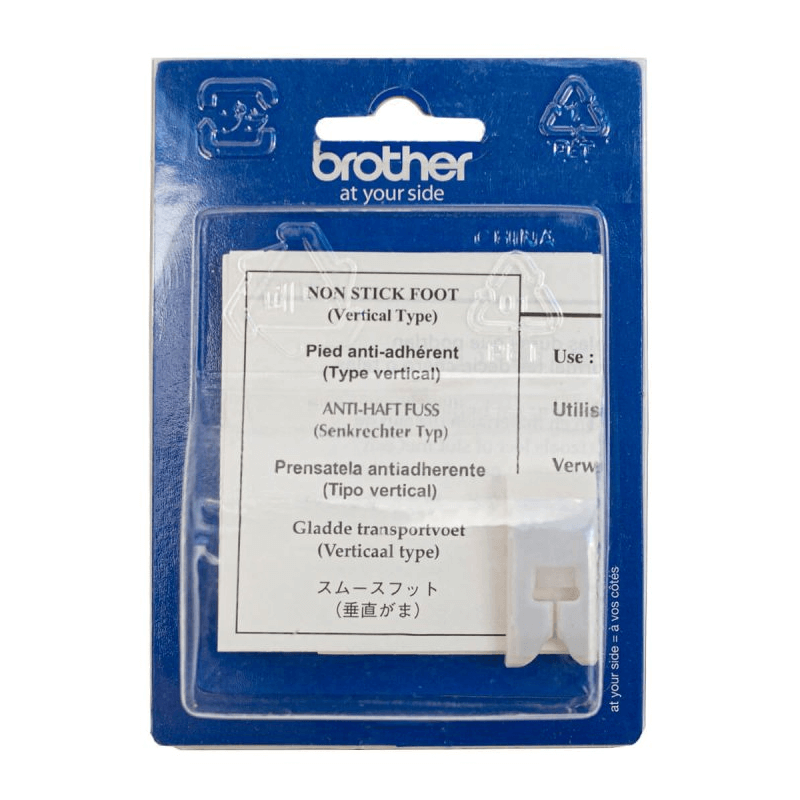 PET
brother
at your side
CHINA
NON STICK FOOT
(Vertical Type)
Pied anti-adhérent
(Type vertical)
ANTI-HAFT FUSS
(Senkrechter Typ)
Prensatela antiadherente
(Tipo vertical)
Gladde transportvoet
(Verticaal type)
スムースフット
(垂直がま)
Use :
Utilis
Verw.
at your side = à vos côtés